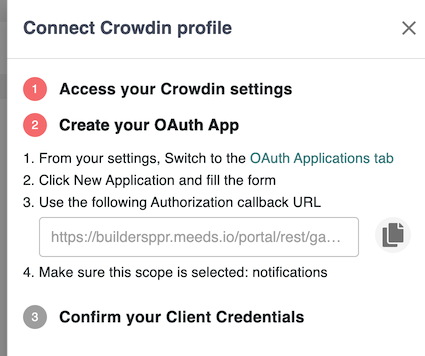 Connect Crowdin profile
1 Access your Crowdin settings
2 Create your OAuth App
1. From your settings, Switch to the OAuth Applications tab
2. Click New Application and fill the form
3. Use the following Authorization callback URL
https://buildersppr.meeds.io/portal/rest/ga...
4. Make sure this scope is selected: notifications
3 Confirm your Client Credentials